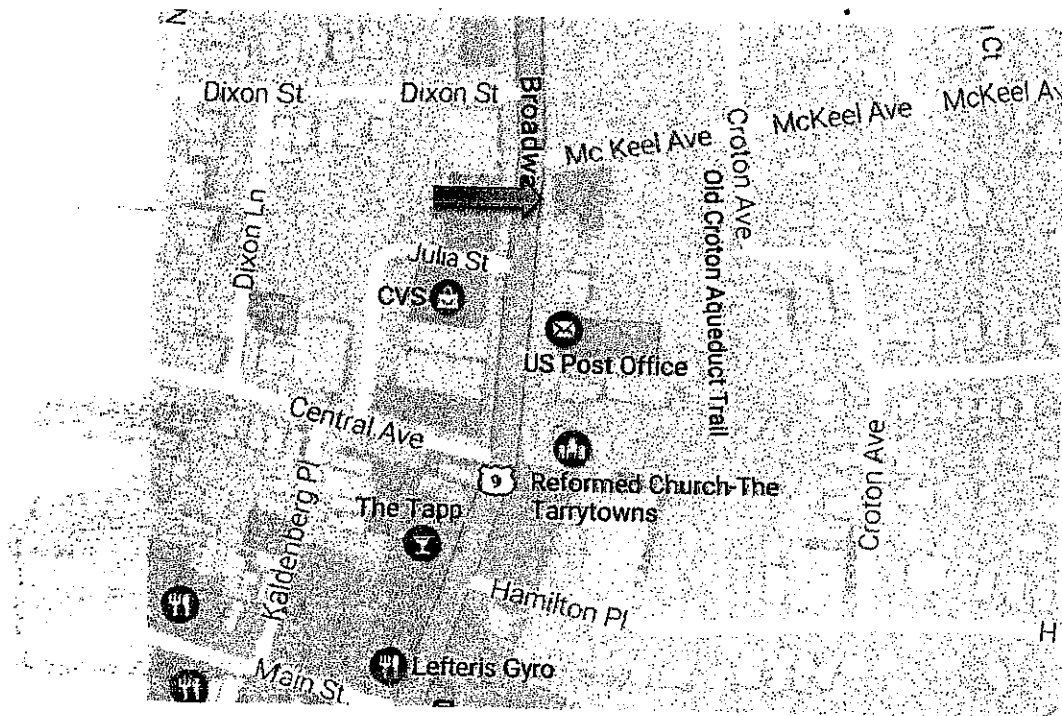 N
Ct
Dixon St
Dixon St
Broadwa
Mc Keel Ave
Croton Ave
McKeel Ave
McKeel Av
Old Croton Aqueduct Trail
Dixon Ln
Julia St
CVS
US Post Office
Central Ave
9
Reformed Church-The
Tarrytowns
Croton Ave
Kaldenberg Pl
The Tapp
Hamilton Pl
H
Main St
Lefteris Gyro